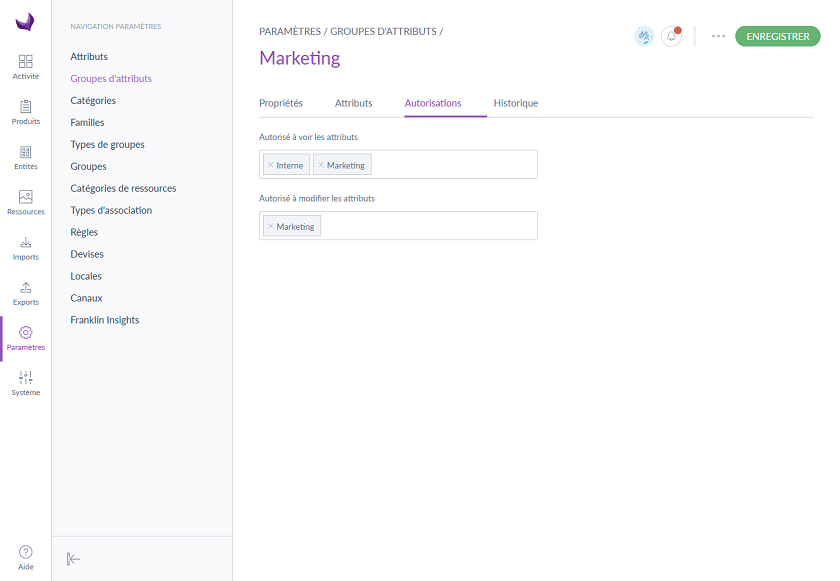 NAVIGATION PARAMÈTRES
Attributs
Groupes d'attributs
Catégories
Familles
Types de groupes
Groupes
Catégories de ressources
Types d'association
Règles
Devises
Locales
Canaux
Franklin Insights
Activité
Produits
Entités
Ressources
Imports
Exports
Paramètres
Système
Aide
PARAMÈTRES / GROUPES D'ATTRIBUTS /
ENREGISTRER
Marketing
Propriétés Attributs Autorisations Historique
Autorisé à voir les attributs
× Interne × Marketing
Autorisé à modifier les attributs
× Marketing